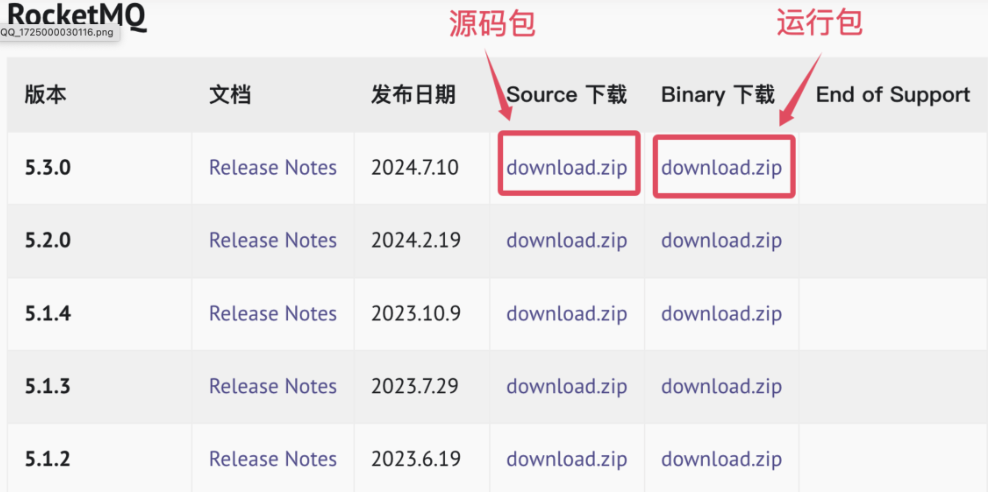 RocketMQ
QQ_1725000030116.png
源码包 运行包
版本 文档 发布日期 Source 下载 Binary 下载 End of Support
5.3.0 Release Notes 2024.7.10 download.zip download.zip
5.2.0 Release Notes 2024.2.19 download.zip download.zip
5.1.4 Release Notes 2023.10.9 download.zip download.zip
5.1.3 Release Notes 2023.7.29 download.zip download.zip
5.1.2 Release Notes 2023.6.19 download.zip download.zip